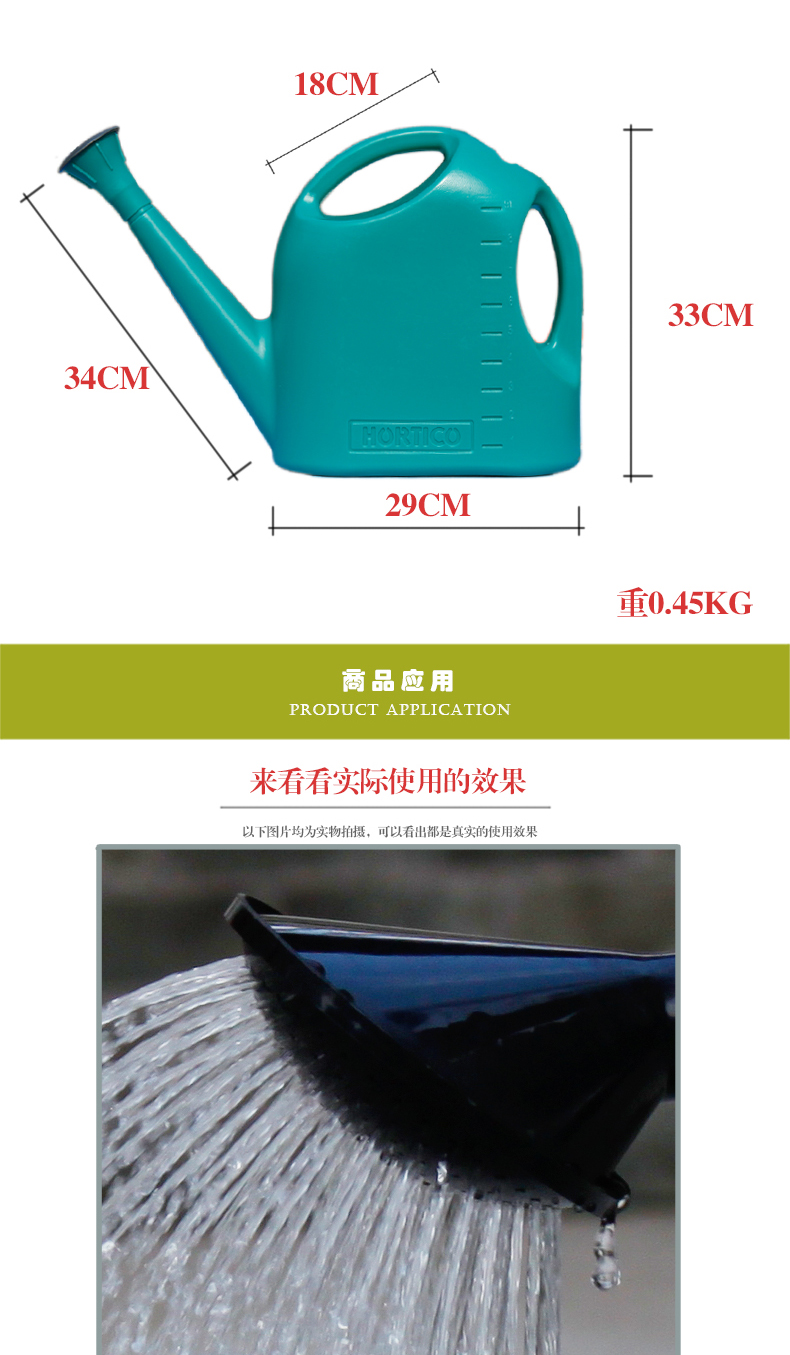 18CM
33CM
34CM
HORTICO
29CM
重0.45KG
商品应用
PRODUCT APPLICATION
来看看实际使用的效果
以下图片均为实物拍摄，可以看出都是真实的使用效果